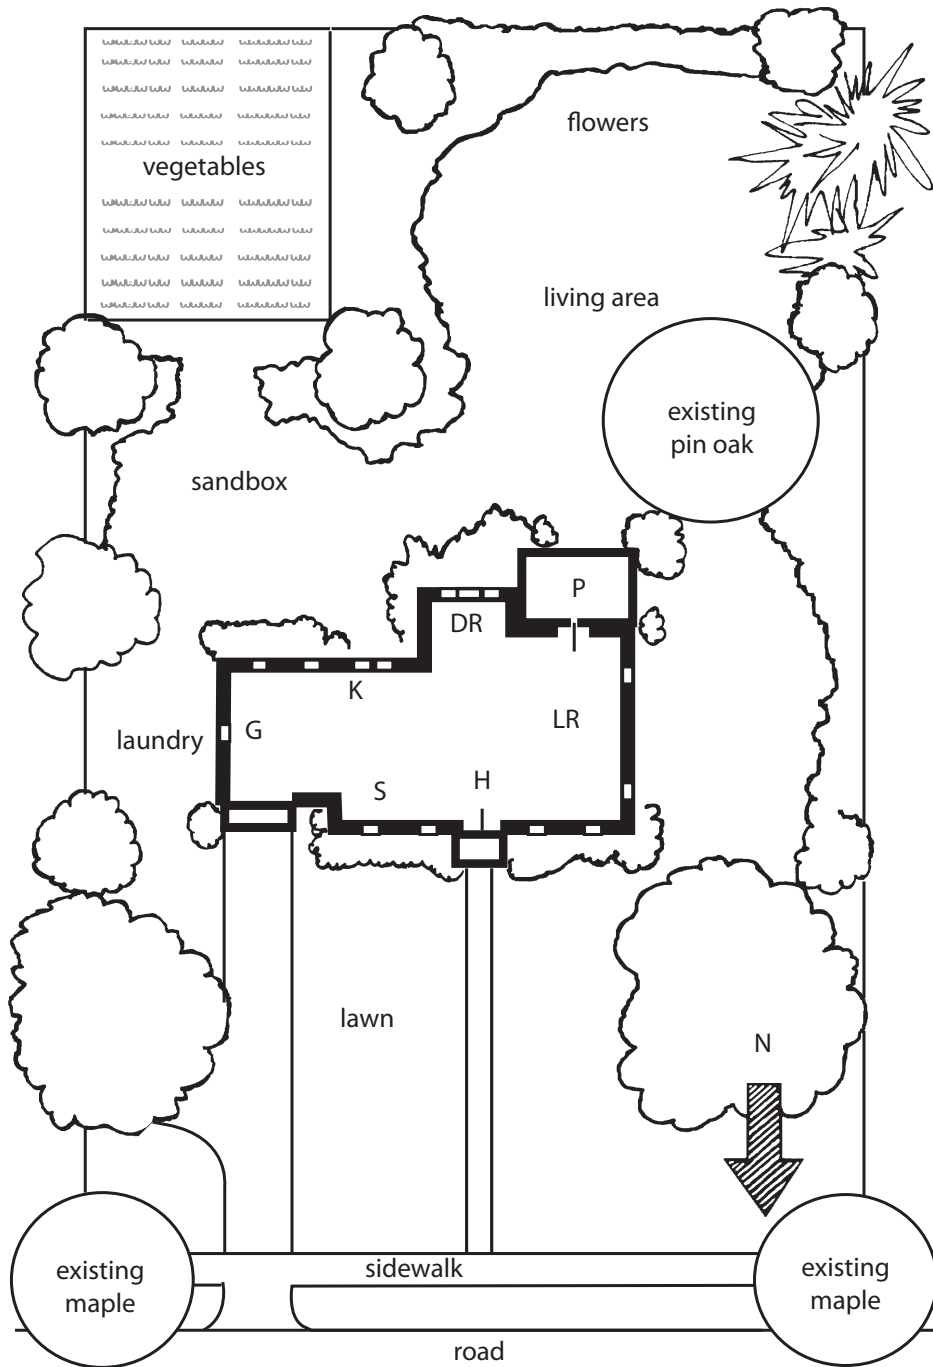 flowers
vegetables
living area
existing
pin oak
sandbox
P
DR
K
LR
G
laundry
H
S
lawn
N
existing
maple
sidewalk
existing
maple
road